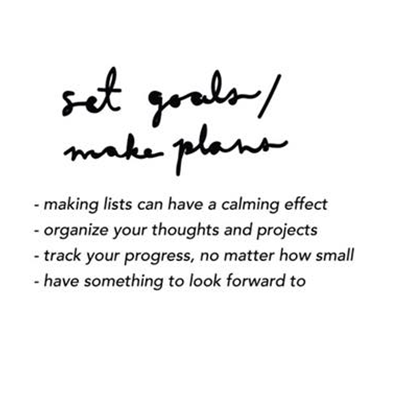 set goals/
make plans
- making lists can have a calming effect
- organize your thoughts and projects
- track your progress, no matter how small
- have something to look forward to